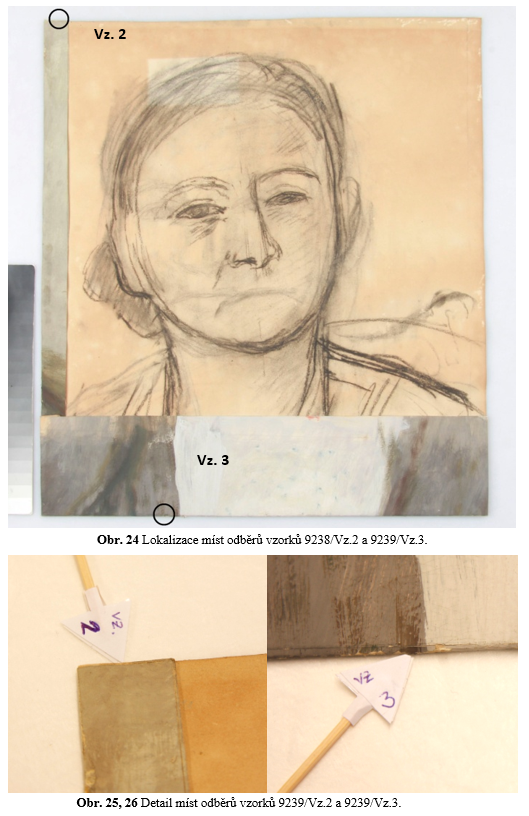 Vz. 2
Vz. 3
Obr. 24 Lokalizace míst odběrů vzorků 9238/Vz.2 a 9239/Vz.3.
vz.
2
vz
3
Obr. 25, 26 Detail míst odběrů vzorků 9239/Vz.2 a 9239/Vz.3.